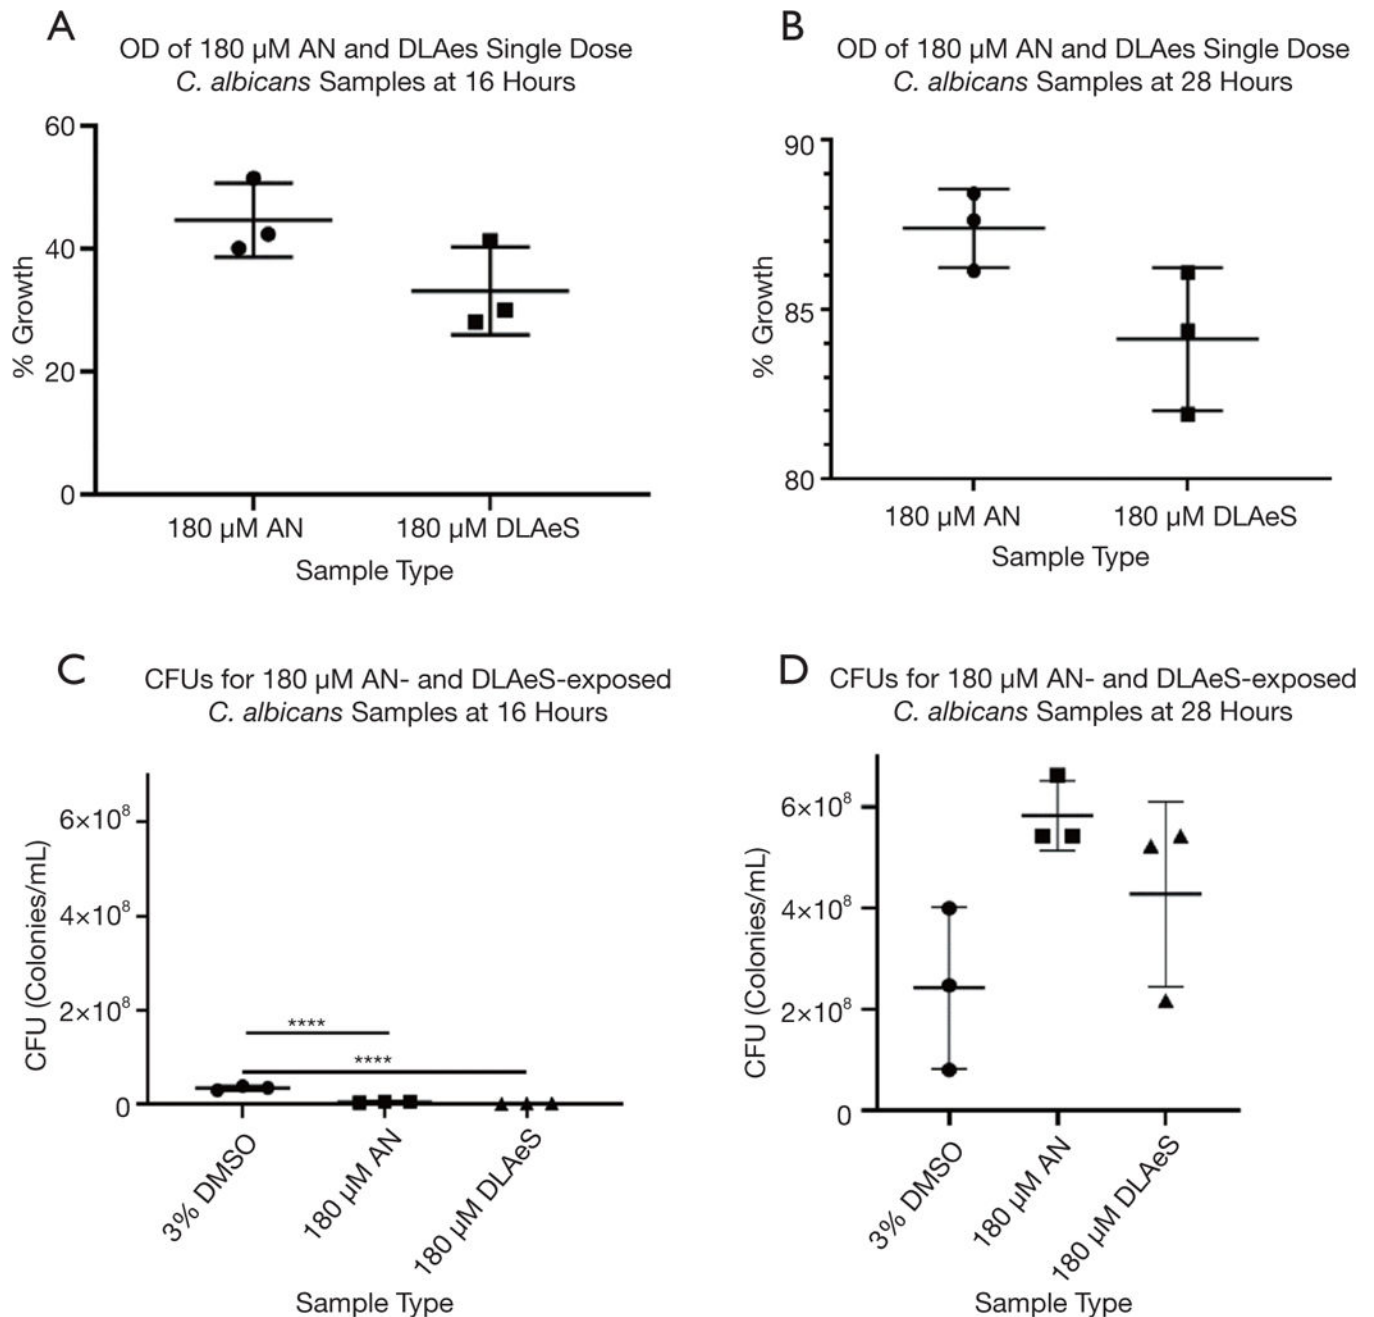 A
OD of 180 µM AN and DLAes Single Dose
C. albicans Samples at 16 Hours
% Growth
60
40
20
0
180 µM AN
180 µM DLAeS
Sample Type
B
OD of 180 µM AN and DLAes Single Dose
C. albicans Samples at 28 Hours
% Growth
90
85
80
180 µM AN
180 µM DLAeS
Sample Type
C
CFUs for 180 µM AN- and DLAeS-exposed
C. albicans Samples at 16 Hours
CFU (Colonies/mL)
6×10⁸
4×10⁸
2×10⁸
0
****
****
3% DMSO
180 µM AN
180 µM DLAeS
Sample Type
D
CFUs for 180 µM AN- and DLAeS-exposed
C. albicans Samples at 28 Hours
CFU (Colonies/mL)
6×10⁸
4×10⁸
2×10⁸
0
3% DMSO
180 µM AN
180 µM DLAeS
Sample Type